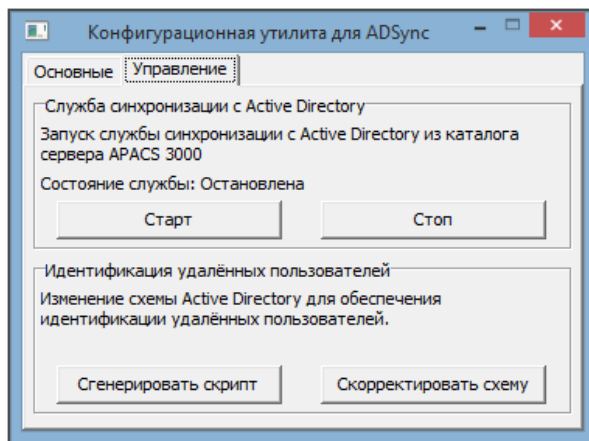 Конфигурационная утилита для ADSync
Основные
Управление
Служба синхронизации с Active Directory
Запуск службы синхронизации с Active Directory из каталога
сервера APACS 3000
Состояние службы: Остановлена
Старт
Стоп
Идентификация удалённых пользователей
Изменение схемы Active Directory для обеспечения
идентификации удалённых пользователей.
Сгенерировать скрипт
Скорректировать схему